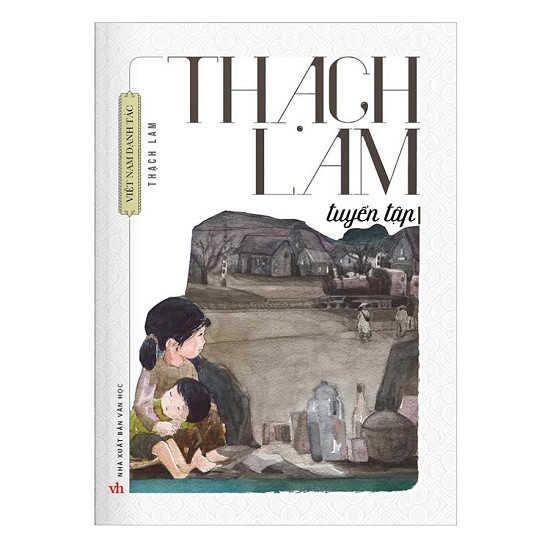 THẠCH
LAM
tuyển tập
VIỆT NAM DANH TÁC
THẠCH LAM
NHÀ XUẤT BẢN VĂN HỌC
vh